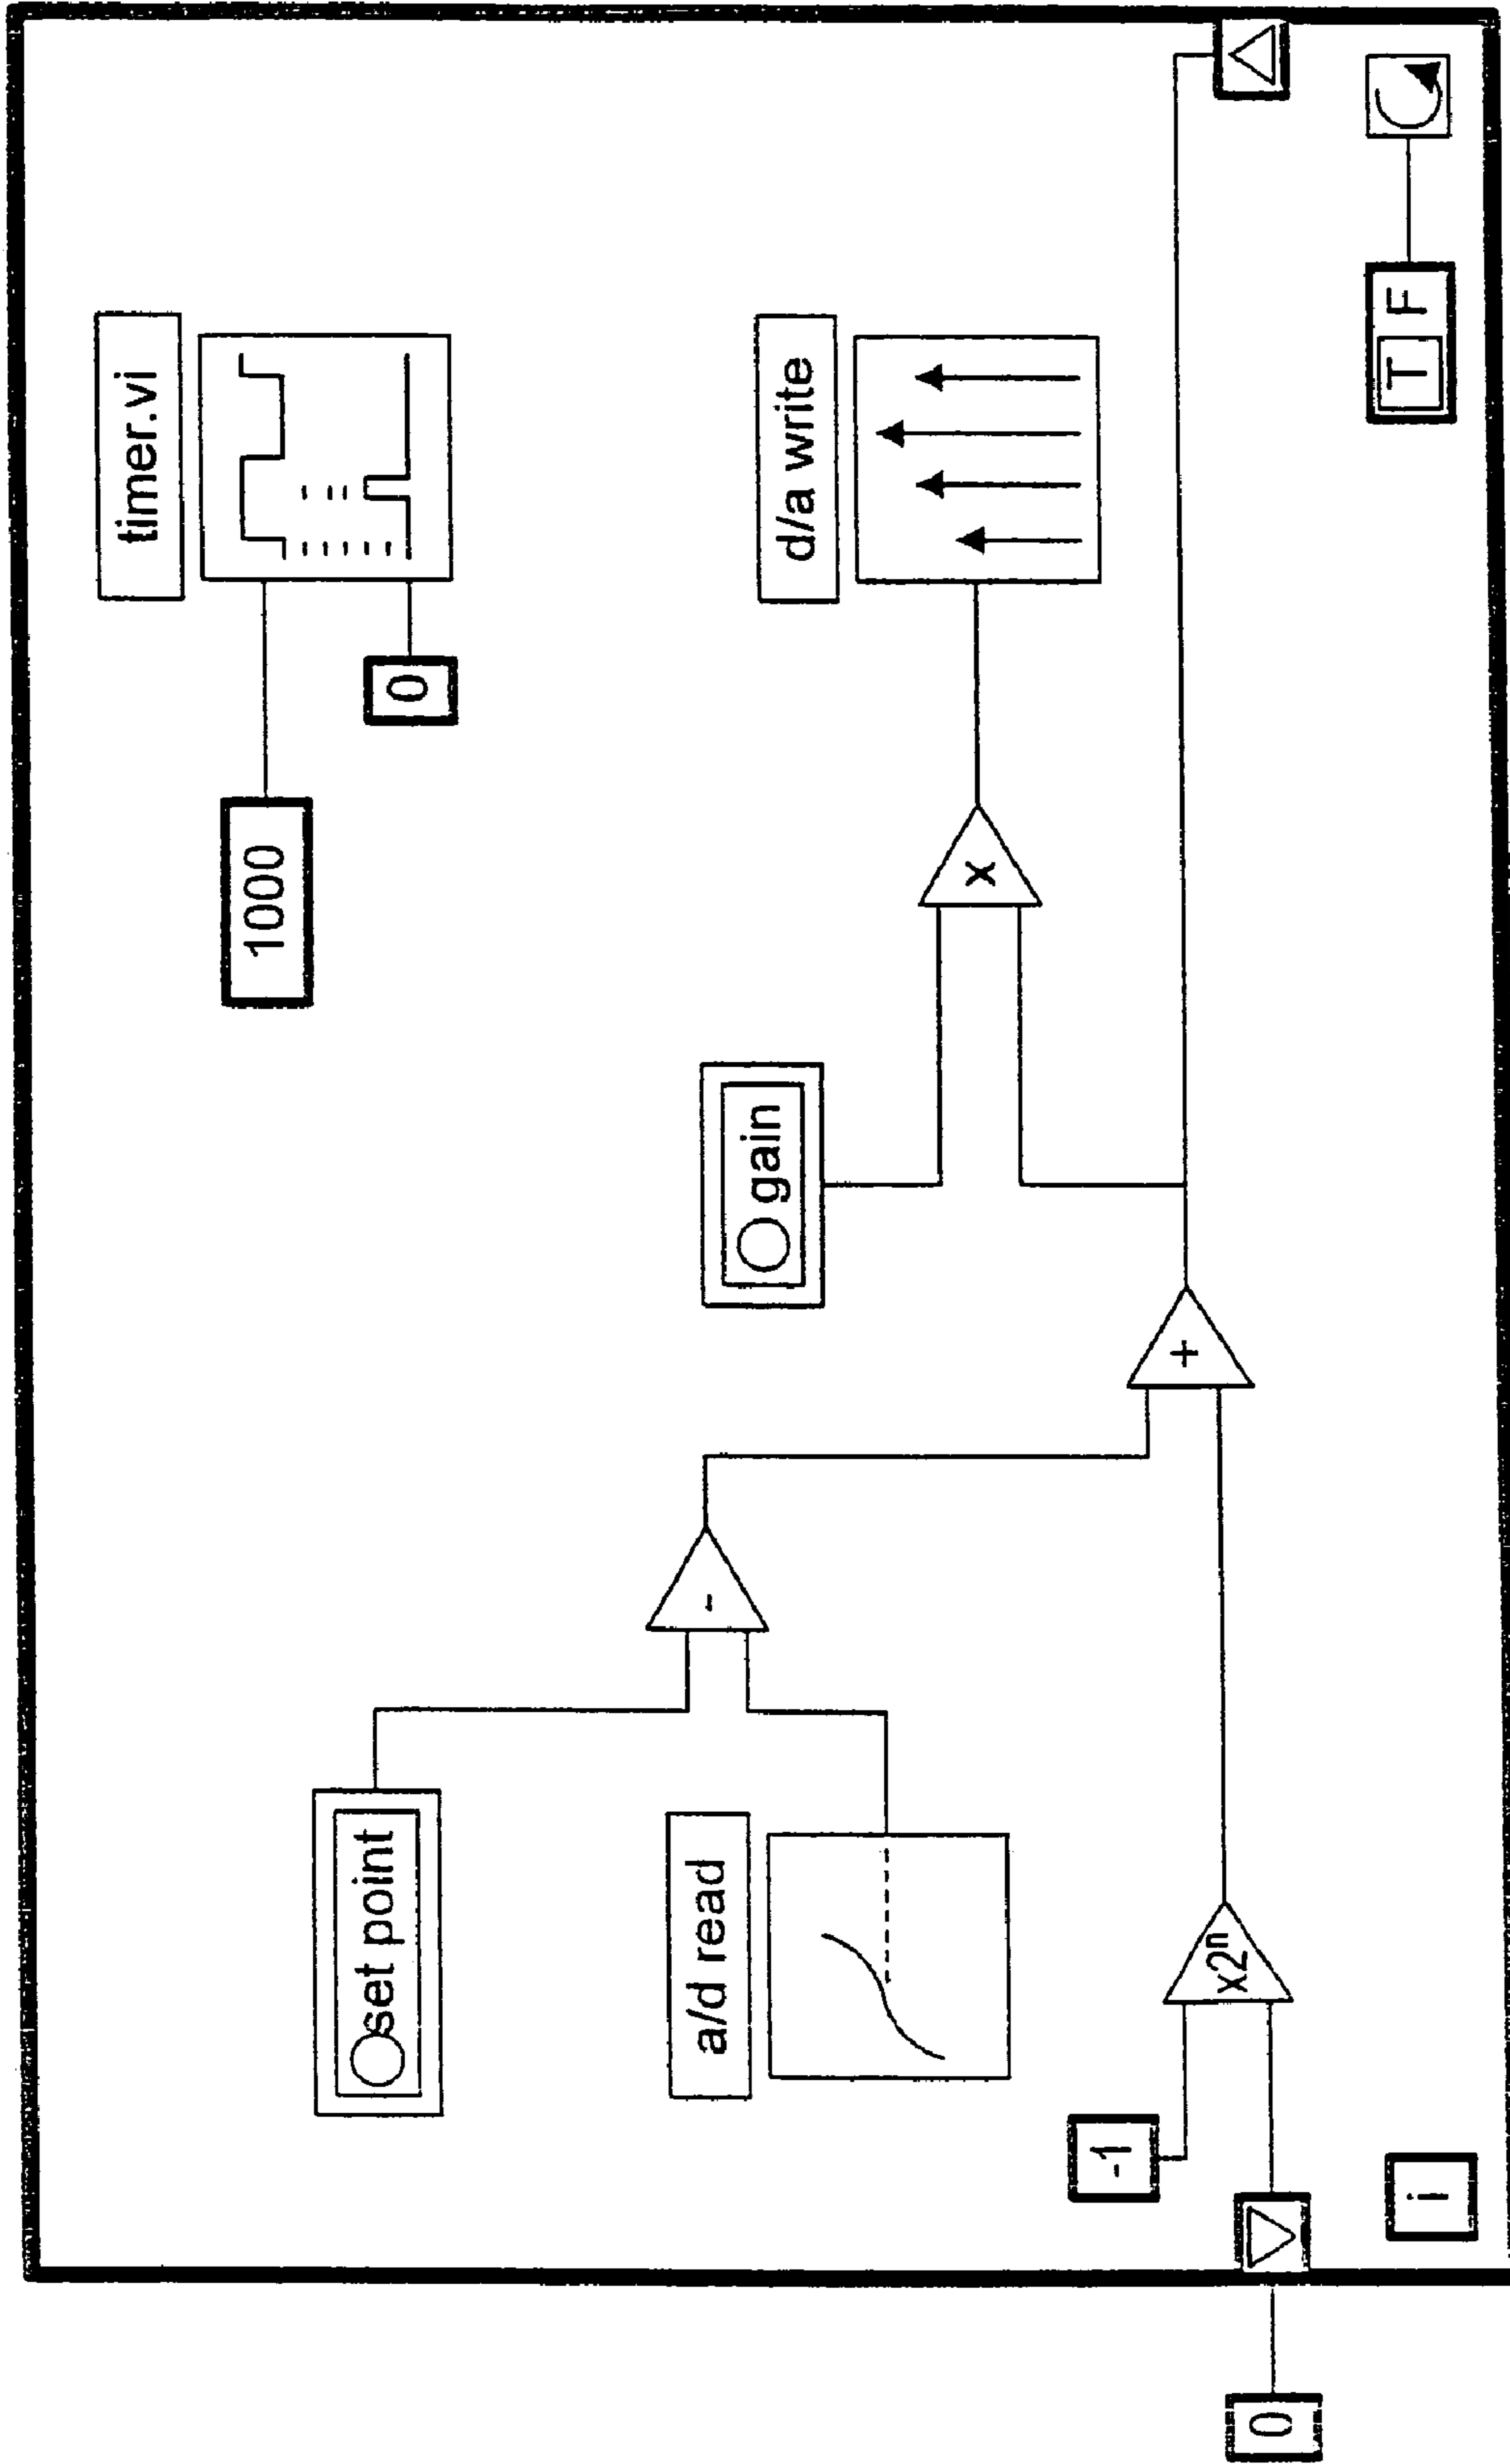 timer.vi
1000
0
set point
gain
d/a write
-
x
a/d read
-1
+
x2ⁿ
0
i
T F